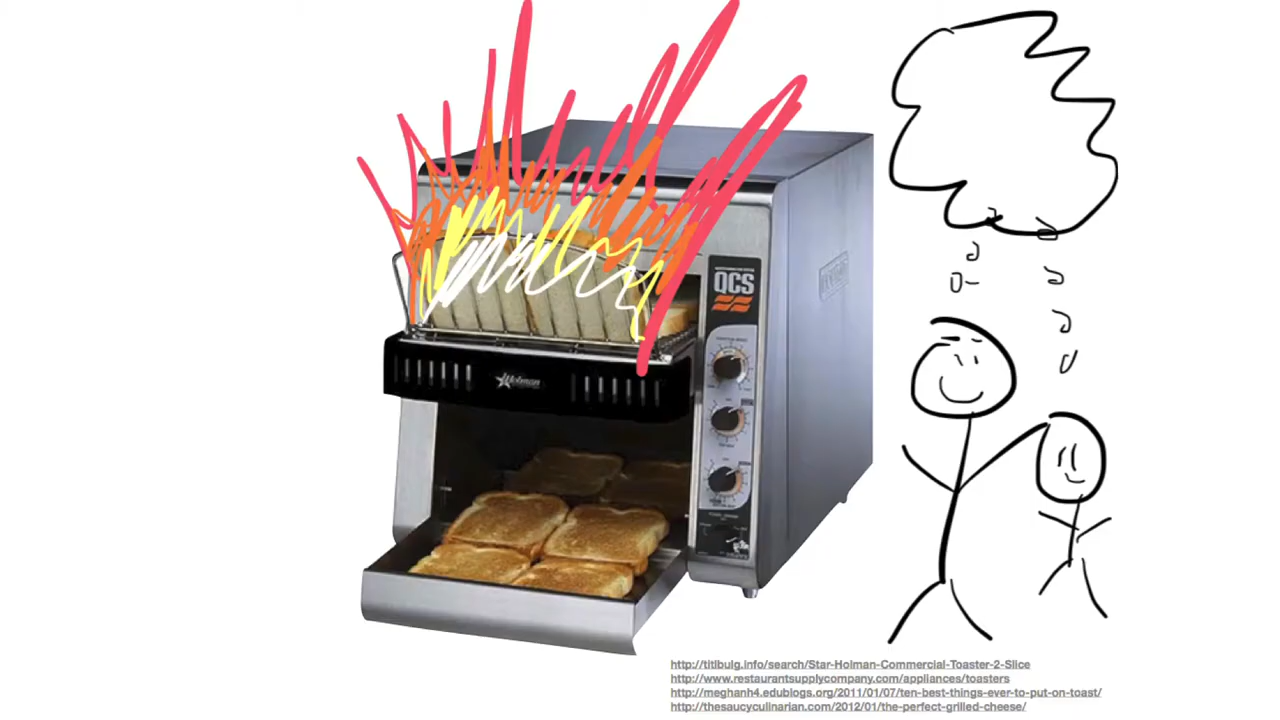 QCS
Holman
http://titlbulg.info/search/Star-Holman-Commercial-Toaster-2-Slice
http://www.restaurantsupplycompany.com/appliances/toasters
http://meghanh4.edublogs.org/2011/01/07/ten-best-things-ever-to-put-on-toast/
http://thesaucyculinarian.com/2012/01/the-perfect-grilled-cheese/